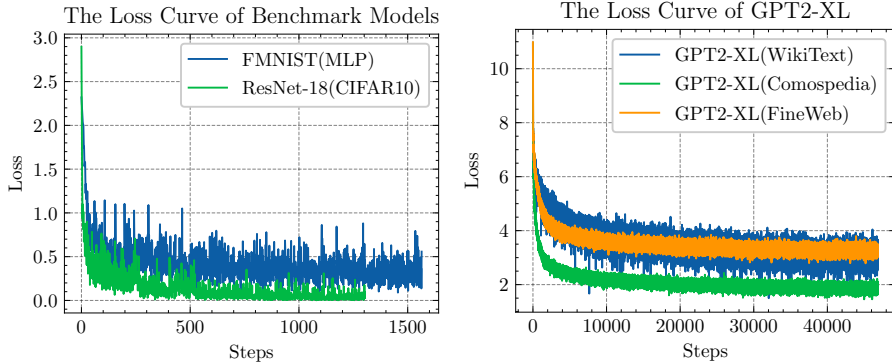 The Loss Curve of Benchmark Models
3.0
2.5
2.0
1.5
1.0
0.5
0.0
Loss
FMNIST(MLP)
ResNet-18(CIFAR10)
0
500
1000
1500
Steps
The Loss Curve of GPT2-XL
10
8
6
4
2
Loss
GPT2-XL(WikiText)
GPT2-XL(Comospedia)
GPT2-XL(FineWeb)
0
10000
20000
30000
40000
Steps